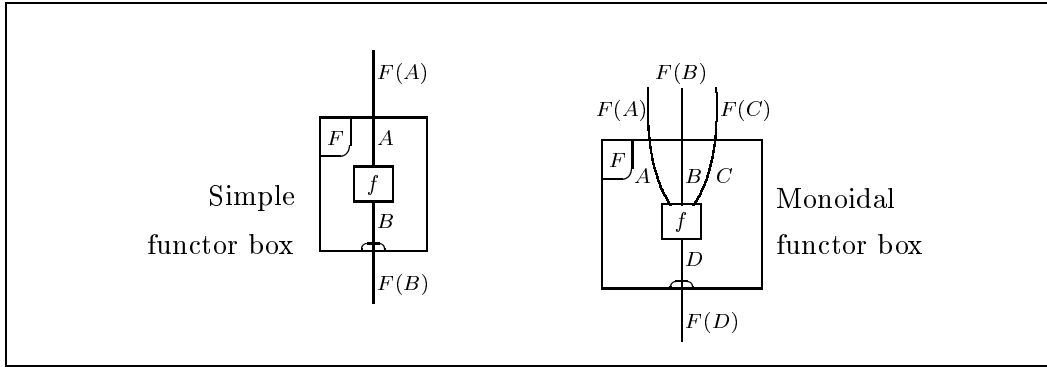 F(A)
F
A
f
B
F(B)
Simple
functor box
F(B)
F(A)
F(C)
F
A
B
C
f
D
F(D)
Monoidal
functor box